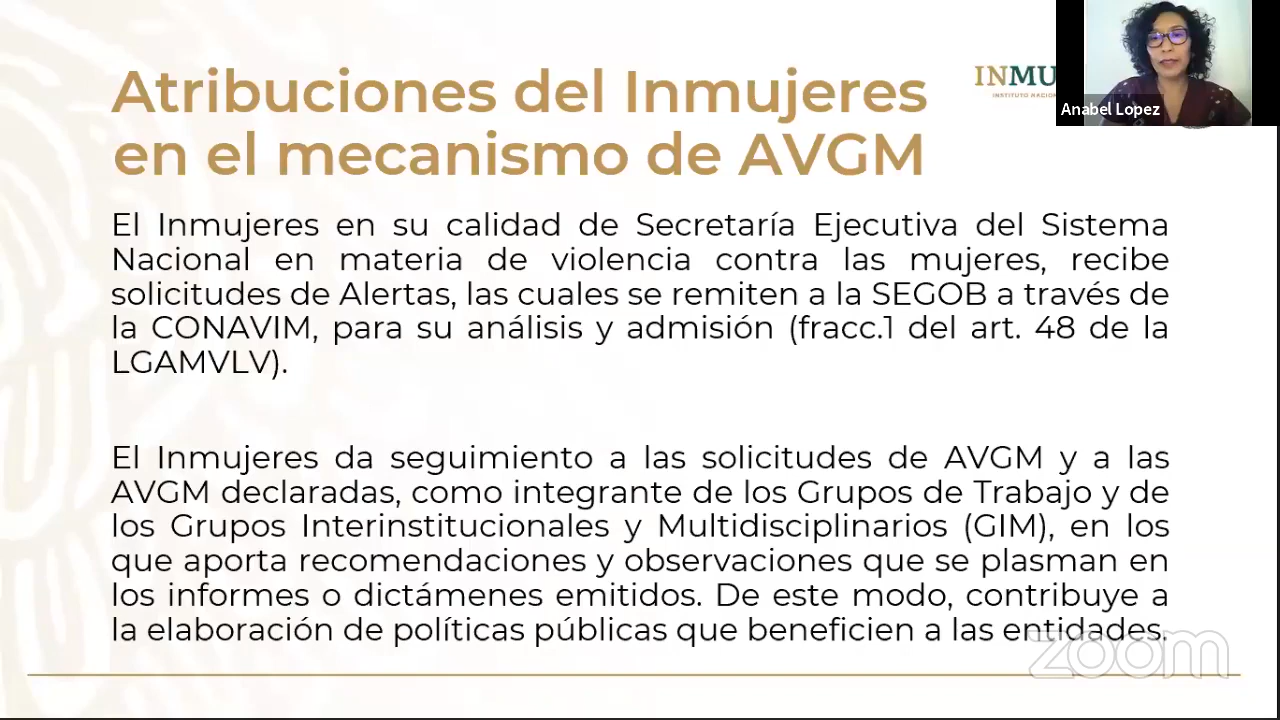 Atribuciones del Inmujeres
en el mecanismo de AVGM
INMU
INSTITUTO NACION
Anabel Lopez
El Inmujeres en su calidad de Secretaría Ejecutiva del Sistema
Nacional en materia de violencia contra las mujeres, recibe
solicitudes de Alertas, las cuales se remiten a la SEGOB a través de
la CONAVIM, para su análisis y admisión (fracc.1 del art. 48 de la
LGAMVLV).
El Inmujeres da seguimiento a las solicitudes de AVGM y a las
AVGM declaradas, como integrante de los Grupos de Trabajo y de
los Grupos Interinstitucionales y Multidisciplinarios (GIM), en los
que aporta recomendaciones y observaciones que se plasman en
los informes o dictámenes emitidos. De este modo, contribuye a
la elaboración de políticas públicas que beneficien a las entidades.
zoom